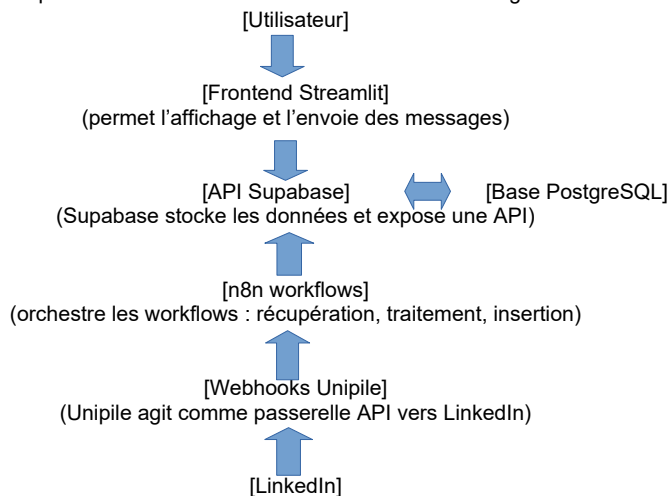 [Utilisateur]
[Frontend Streamlit]
(permet l'affichage et l'envoie des messages)
[API Supabase] [Base PostgreSQL]
(Supabase stocke les données et expose une API)
[n8n workflows]
(orchestre les workflows : récupération, traitement, insertion)
[Webhooks Unipile]
(Unipile agit comme passerelle API vers LinkedIn)
[LinkedIn]